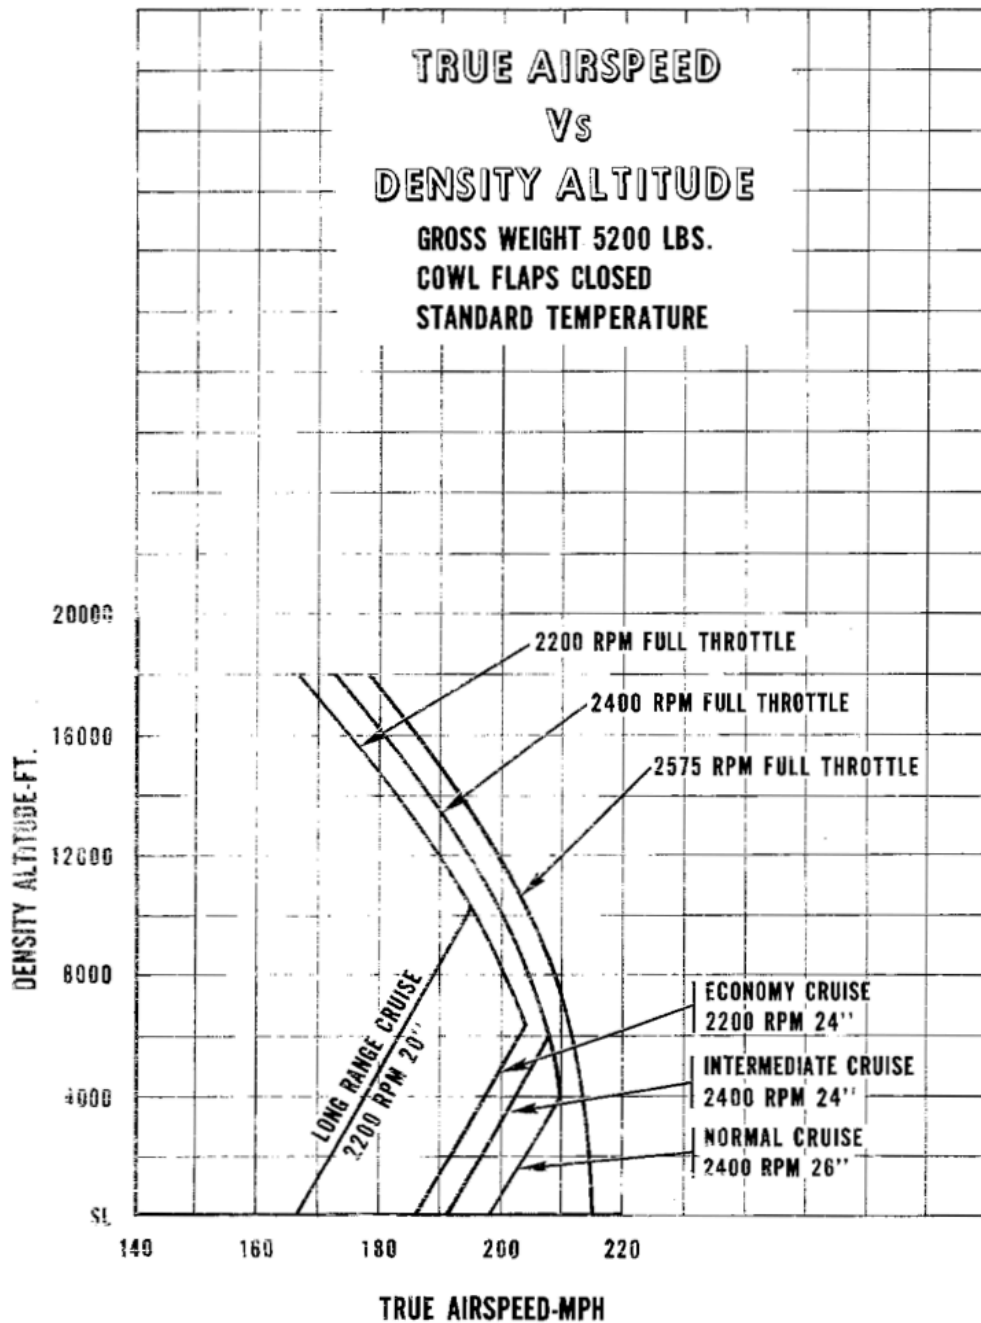 TRUE AIRSPEED
Vs
DENSITY ALTITUDE
GROSS WEIGHT 5200 LBS.
COWL FLAPS CLOSED
STANDARD TEMPERATURE
20000
2200 RPM FULL THROTTLE
2400 RPM FULL THROTTLE
16000
2575 RPM FULL THROTTLE
12000
DENSITY ALTITUDE-FT.
8000
ECONOMY CRUISE
2200 RPM 24''
LONG RANGE CRUISE
2200 RPM 20''
INTERMEDIATE CRUISE
2400 RPM 24''
4000
NORMAL CRUISE
2400 RPM 26''
SL
140 160 180 200 220
TRUE AIRSPEED-MPH